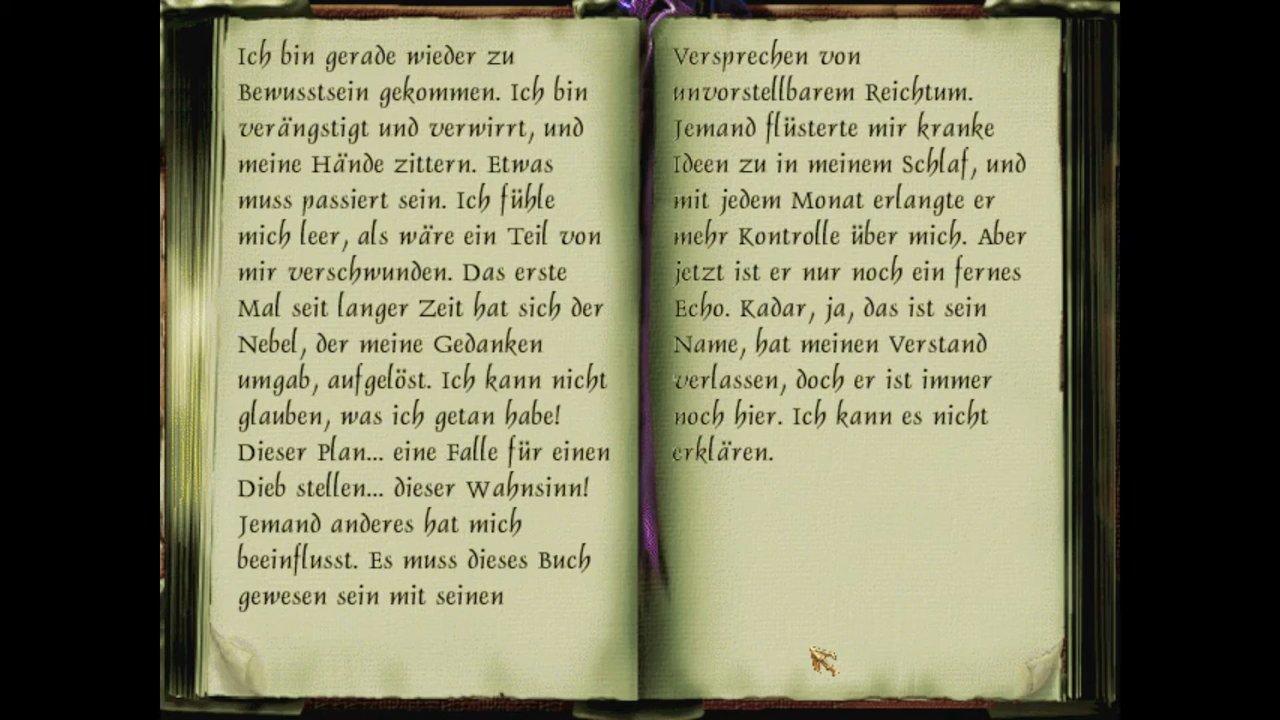 Ich bin gerade wieder zu
Bewusstsein gekommen. Ich bin
verängstigt und verwirrt, und
meine Hände zittern. Etwas
muss passiert sein. Ich fühle
mich leer, als wäre ein Teil von
mir verschwunden. Das erste
Mal seit langer Zeit hat sich der
Nebel, der meine Gedanken
umgab, aufgelöst. Ich kann nicht
glauben, was ich getan habe!
Dieser Plan... eine Falle für einen
Dieb stellen... dieser Wahnsinn!
Jemand anderes hat mich
beeinflusst. Es muss dieses Buch
gewesen sein mit seinen
Versprechen von
unvorstellbarem Reichtum.
Jemand flüsterte mir kranke
Ideen zu in meinem Schlaf, und
mit jedem Monat erlangte er
mehr Kontrolle über mich. Aber
jetzt ist er nur noch ein fernes
Echo. Kadar, ja, das ist sein
Name, hat meinen Verstand
verlassen, doch er ist immer
noch hier. Ich kann es nicht
erklären.